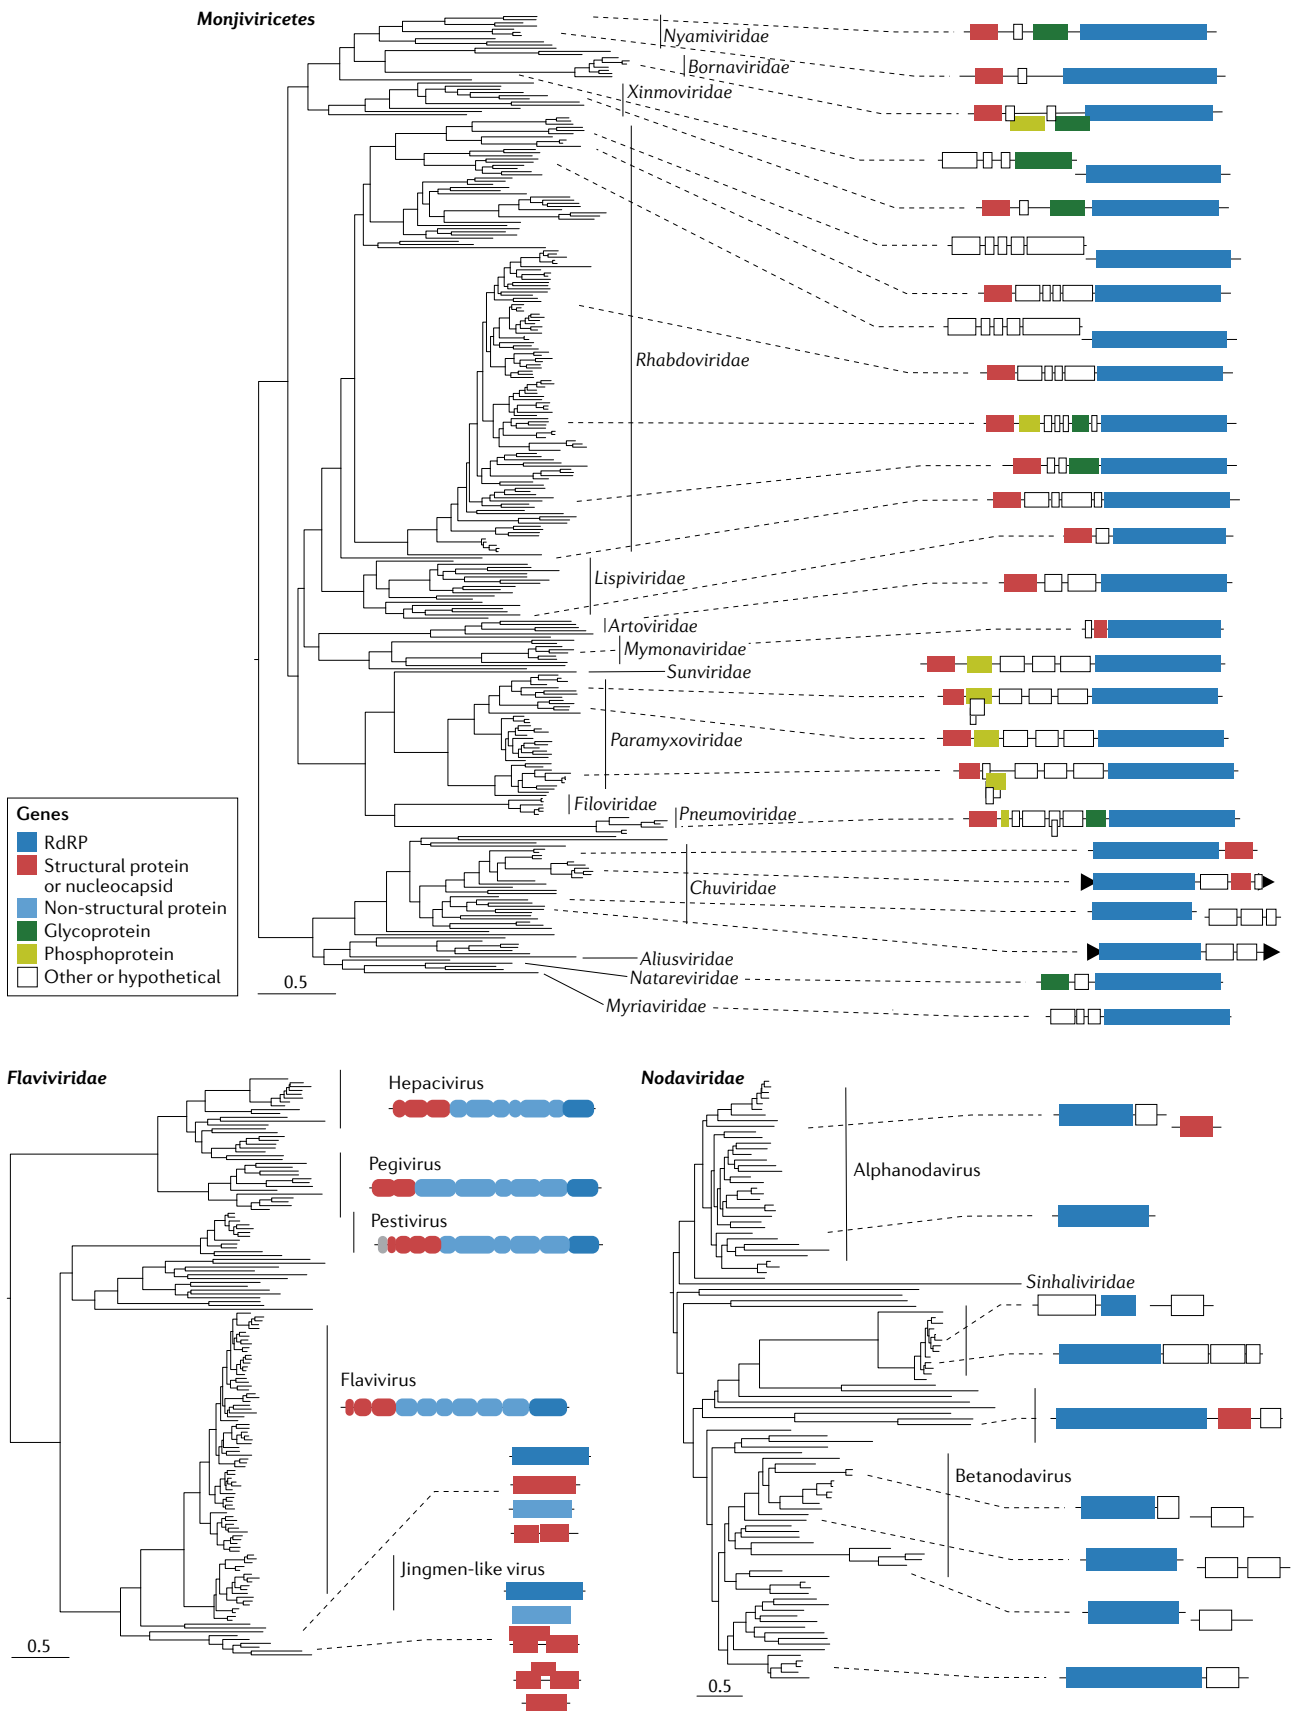 Monjiviricetes
Nyamiviridae
Bornaviridae
Xinmoviridae
Rhabdoviridae
Lispiviridae
Artoviridae
Mymonaviridae
Sunviridae
Paramyxoviridae
Filoviridae
Pneumoviridae
Chuviridae
Aliusviridae
Natareviridae
Myriaviridae
0.5
Genes
RdRP
Structural protein
or nucleocapsid
Non-structural protein
Glycoprotein
Phosphoprotein
Other or hypothetical
Flaviviridae
Hepacivirus
Pegivirus
Pestivirus
Flavivirus
Jingmen-like virus
0.5
Nodaviridae
Alphanodavirus
Sinhaliviridae
Betanodavirus
0.5